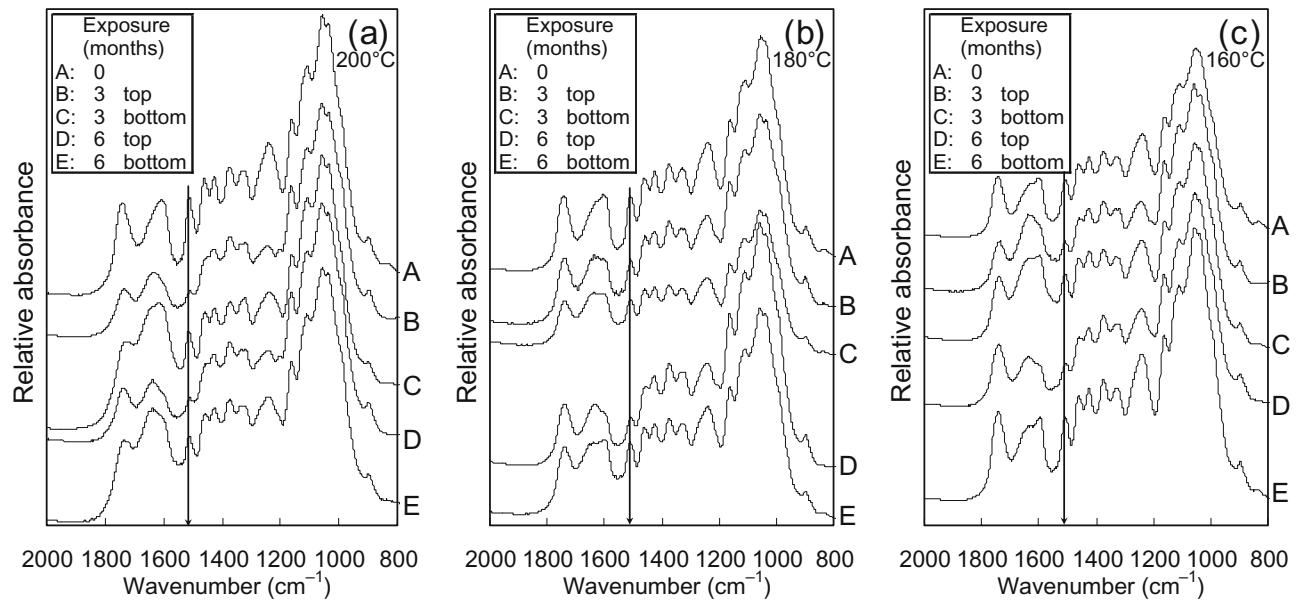 Exposure
(months)
A: 0
B: 3 top
C: 3 bottom
D: 6 top
E: 6 bottom
(a)
200°C
Relative absorbance
A
B
C
D
E
2000 1800 1600 1400 1200 1000 800
Wavenumber (cm⁻¹)
Exposure
(months)
A: 0
B: 3 top
C: 3 bottom
D: 6 top
E: 6 bottom
(b)
180°C
Relative absorbance
A
B
C
D
E
2000 1800 1600 1400 1200 1000 800
Wavenumber (cm⁻¹)
Exposure
(months)
A: 0
B: 3 top
C: 3 bottom
D: 6 top
E: 6 bottom
(c)
160°C
Relative absorbance
A
B
C
D
E
2000 1800 1600 1400 1200 1000 800
Wavenumber (cm⁻¹)